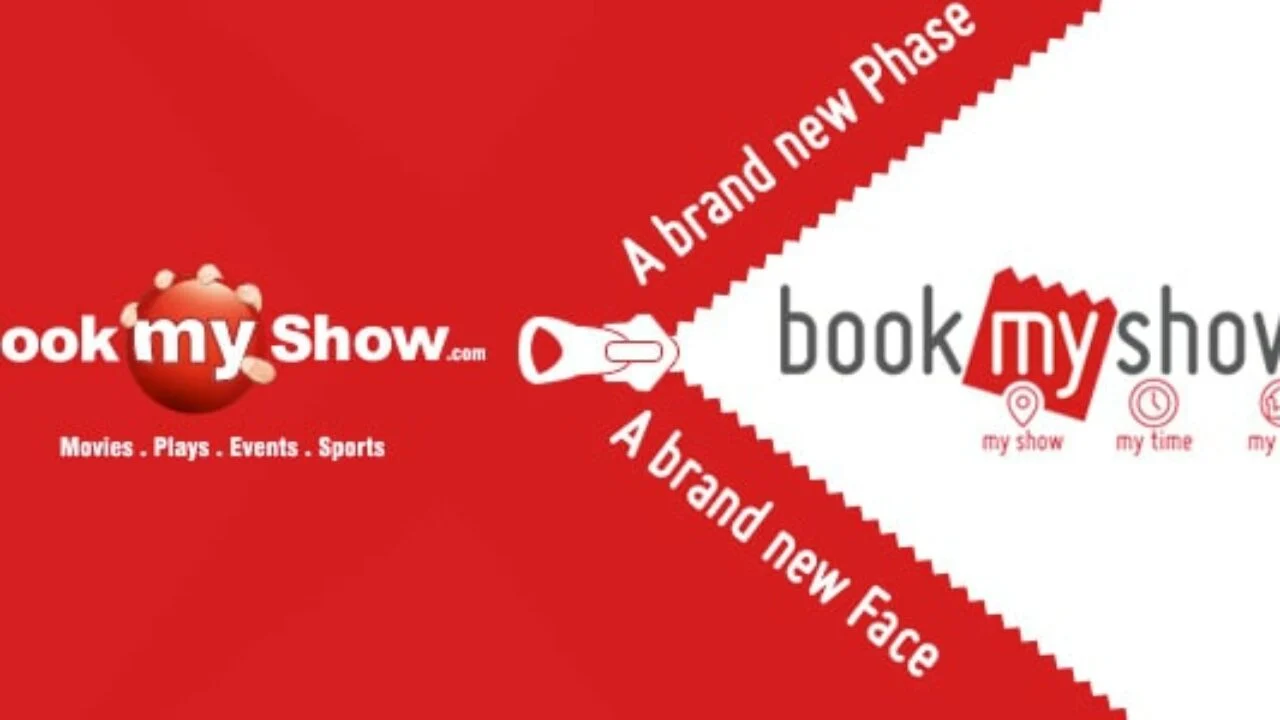 ook my Show.com
Movies . Plays . Events . Sports
A brand new Phase
A brand new Face
book my show
my show
my time
my